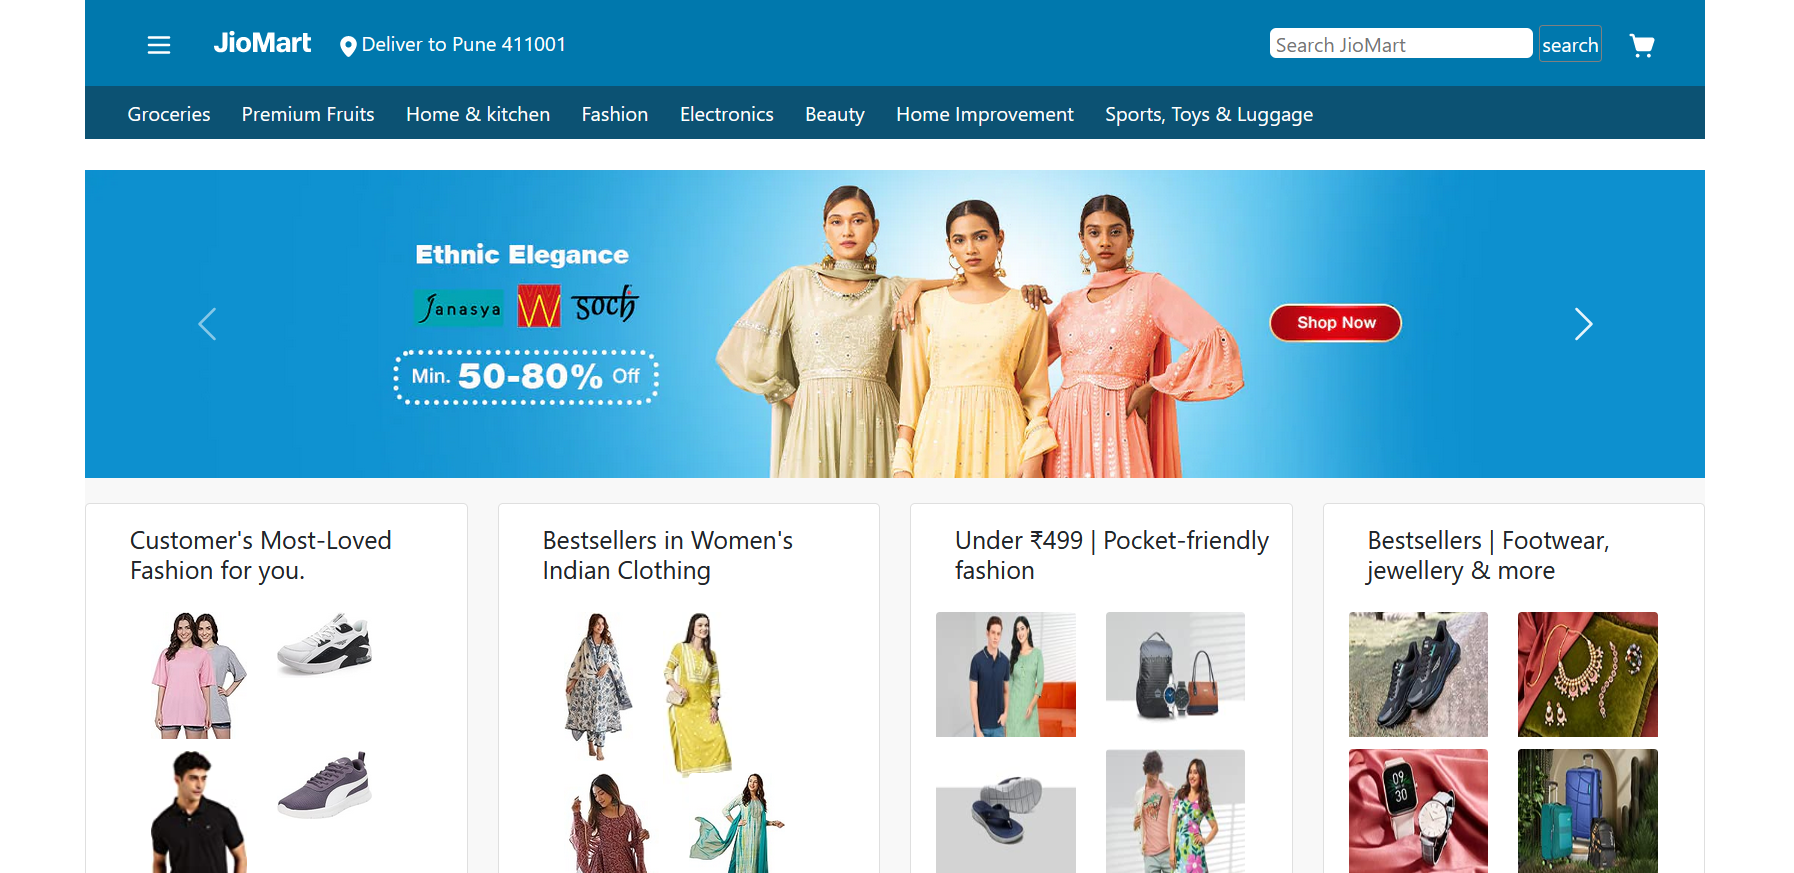 JioMart
Deliver to Pune 411001
Search JioMart
search
Groceries
Premium Fruits
Home & kitchen
Fashion
Electronics
Beauty
Home Improvement
Sports, Toys & Luggage
Ethnic Elegance
Janasya
W
soch
Min. 50-80% Off
Shop Now
Customer's Most-Loved
Fashion for you.
Bestsellers in Women's
Indian Clothing
Under ₹499 | Pocket-friendly
fashion
Bestsellers | Footwear,
jewellery & more
09
30